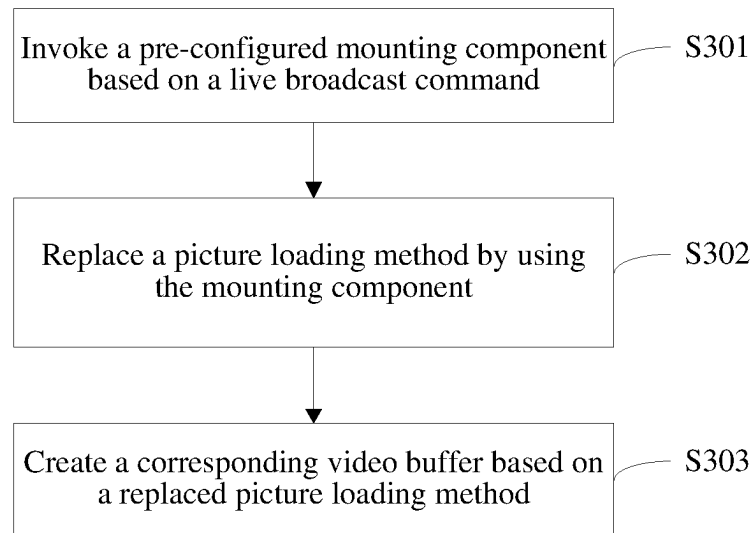 Invoke a pre-configured mounting component
based on a live broadcast command
S301
Replace a picture loading method by using
the mounting component
S302
Create a corresponding video buffer based on
a replaced picture loading method
S303